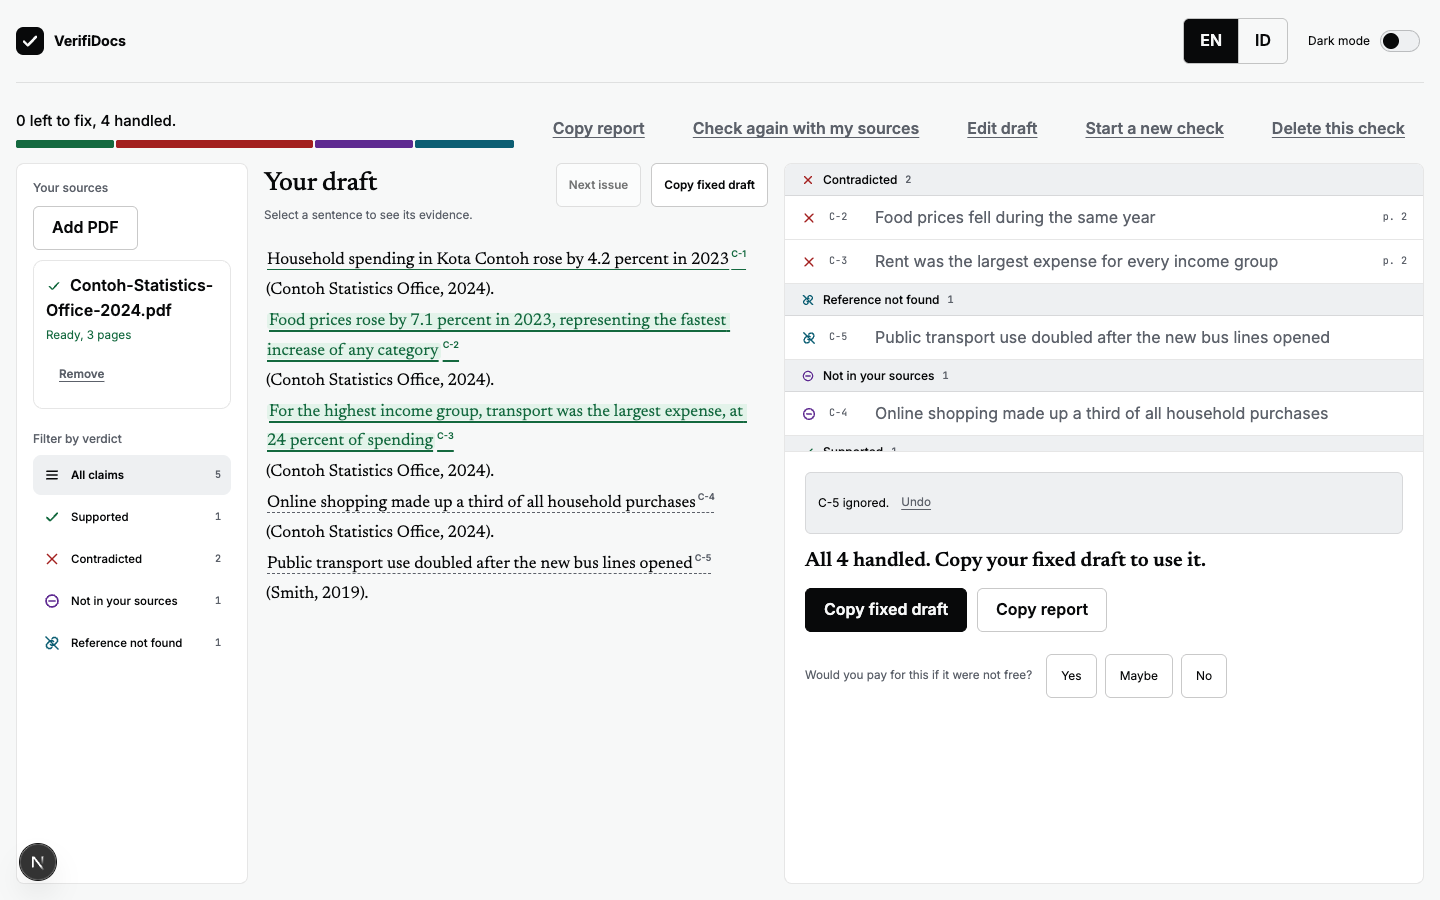 VerifiDocs
EN
ID
Dark mode
0 left to fix, 4 handled.
Copy report
Check again with my sources
Edit draft
Start a new check
Delete this check
Your sources
Add PDF
Contoh-Statistics-
Office-2024.pdf
Ready, 3 pages
Remove
Filter by verdict
All claims 5
Supported 1
Contradicted 2
Not in your sources 1
Reference not found 1
Your draft
Next issue
Copy fixed draft
Select a sentence to see its evidence.
Household spending in Kota Contoh rose by 4.2 percent in 2023 C-1
(Contoh Statistics Office, 2024).
Food prices rose by 7.1 percent in 2023, representing the fastest
increase of any category C-2
(Contoh Statistics Office, 2024).
For the highest income group, transport was the largest expense, at
24 percent of spending C-3
(Contoh Statistics Office, 2024).
Online shopping made up a third of all household purchases C-4
(Contoh Statistics Office, 2024).
Public transport use doubled after the new bus lines opened C-5
(Smith, 2019).
Contradicted 2
C-2 Food prices fell during the same year p. 2
C-3 Rent was the largest expense for every income group p. 2
Reference not found 1
C-5 Public transport use doubled after the new bus lines opened
Not in your sources 1
C-4 Online shopping made up a third of all household purchases
Supported 1
C-5 ignored. Undo
All 4 handled. Copy your fixed draft to use it.
Copy fixed draft
Copy report
Would you pay for this if it were not free?
Yes
Maybe
No
N